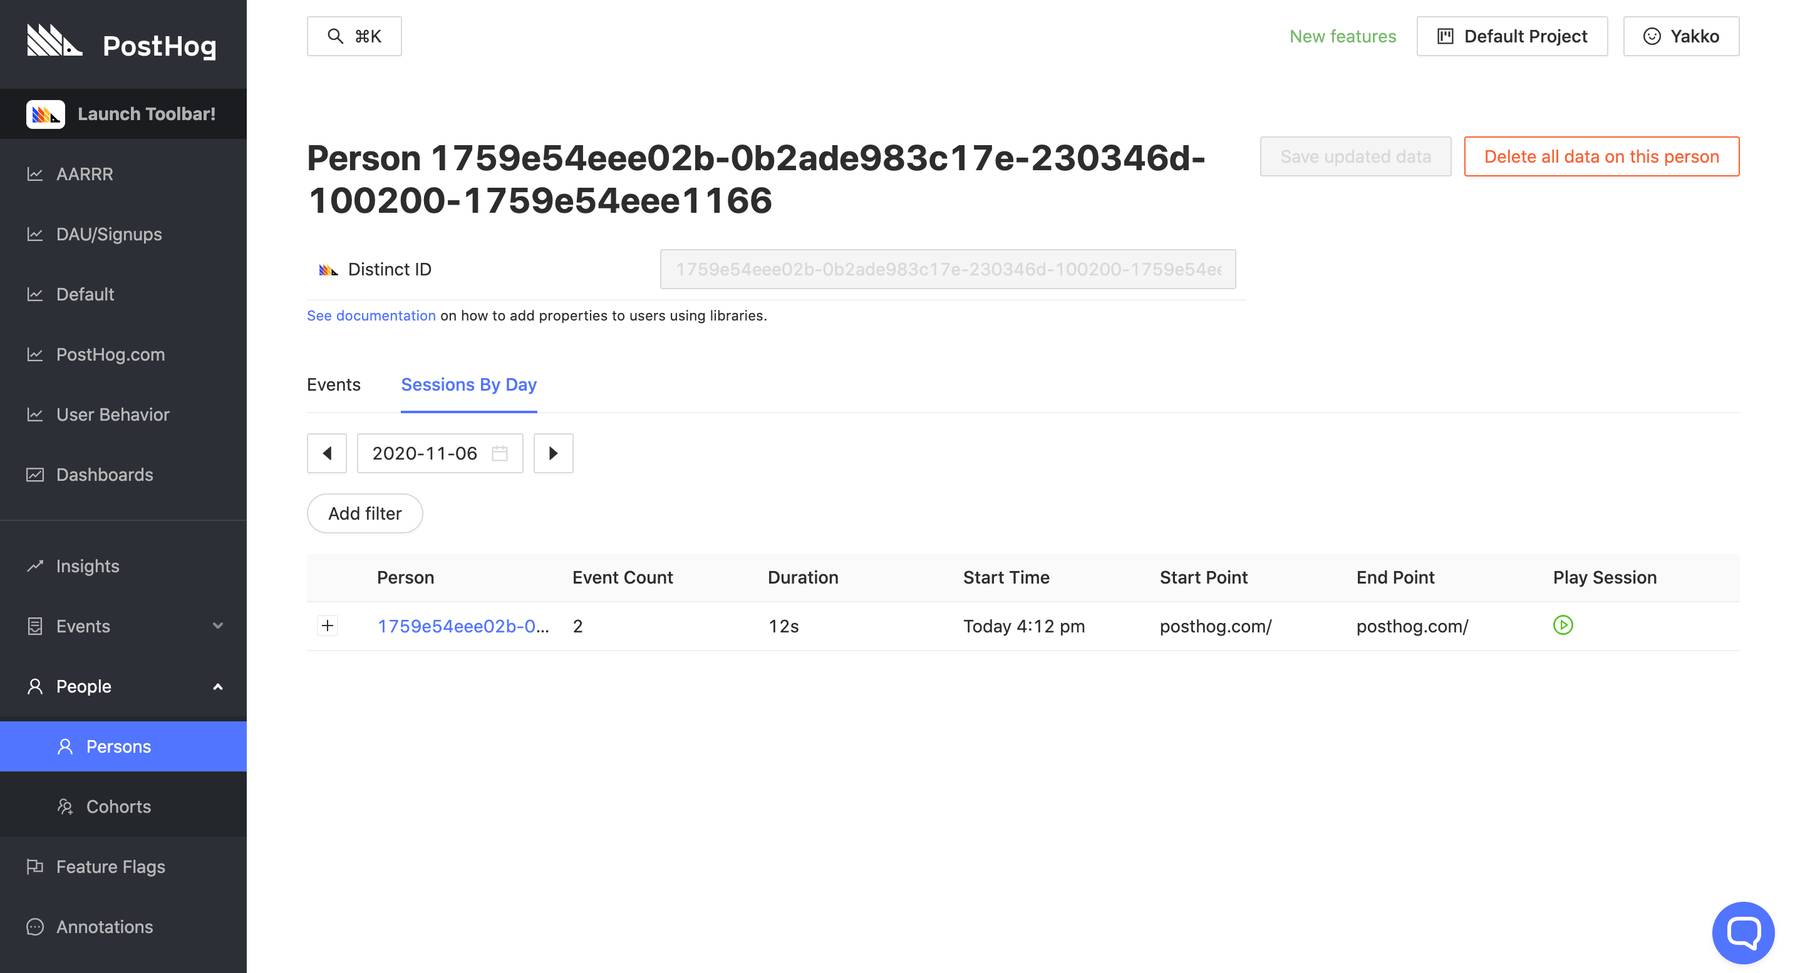 PostHog
Launch Toolbar!
AARRR
DAU/Signups
Default
PostHog.com
User Behavior
Dashboards
Insights
Events
People
Persons
Cohorts
Feature Flags
Annotations
⌘K
New features
Default Project
Yakko
Person 1759e54eee02b-0b2ade983c17e-230346d-
100200-1759e54eee1166
Save updated data
Delete all data on this person
Distinct ID
1759e54eee02b-0b2ade983c17e-230346d-100200-1759e54ee
See documentation on how to add properties to users using libraries.
Events
Sessions By Day
2020-11-06
Add filter
Person Event Count Duration Start Time Start Point End Point Play Session
1759e54eee02b-0... 2 12s Today 4:12 pm posthog.com/ posthog.com/